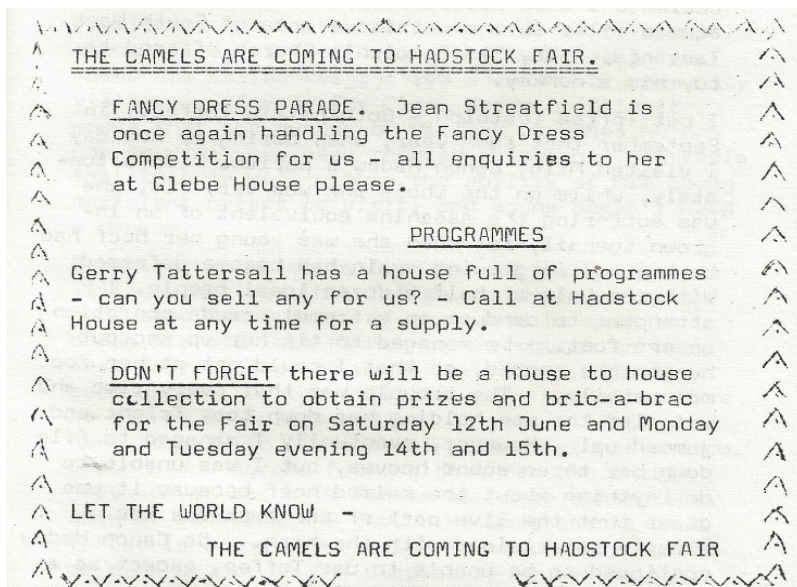 THE CAMELS ARE COMING TO HADSTOCK FAIR.
FANCY DRESS PARADE. Jean Streatfield is
once again handling the Fancy Dress
Competition for us - all enquiries to her
at Glebe House please.
PROGRAMMES
Gerry Tattersall has a house full of programmes
- can you sell any for us? - Call at Hadstock
House at any time for a supply.
DON'T FORGET there will be a house to house
collection to obtain prizes and bric-a-brac
for the Fair on Saturday 12th June and Monday
and Tuesday evening 14th and 15th.
LET THE WORLD KNOW -
THE CAMELS ARE COMING TO HADSTOCK FAIR